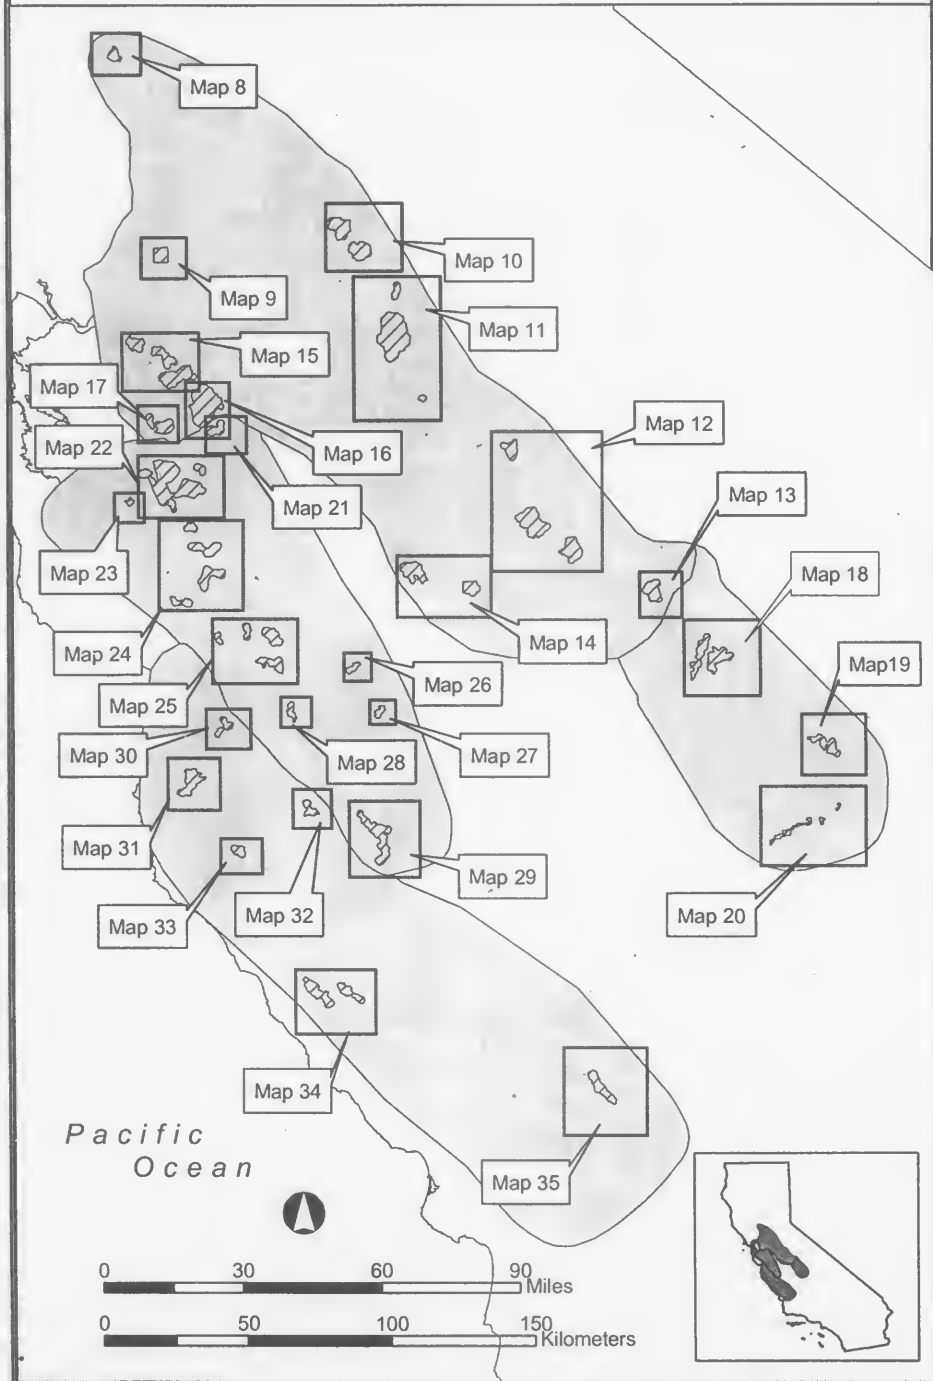 Map 8
Map 10
Map 9
Map 11
Map 15
Map 17
Map 12
Map 22
Map 16
Map 13
Map 21
Map 23
Map 18
Map 14
Map 24
Map19
Map 26
Map 25
Map 30
Map 28
Map 27
Map 31
Map 29
Map 32
Map 33
Map 20
Map 34
Pacific
Ocean
Map 35
0 30 60 90 Miles
0 50 100 150 Kilometers